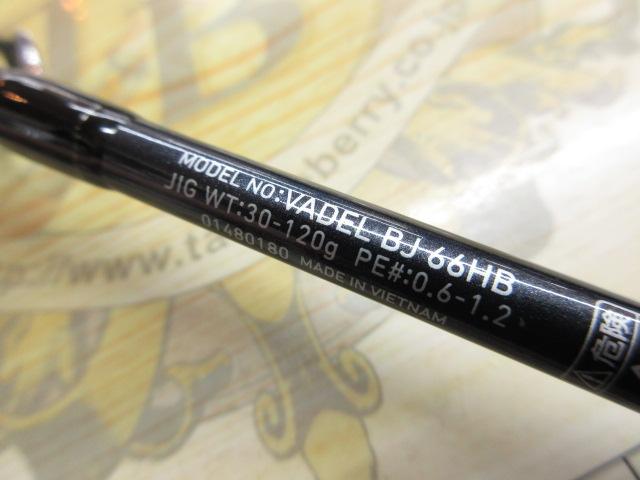 MODEL NO:VADEL BJ 66HB
JIG WT:30-120g PE#:0.6-1.2
01480180 MADE IN VIETNAM
危険